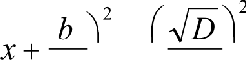 x + b )² ( √D )²